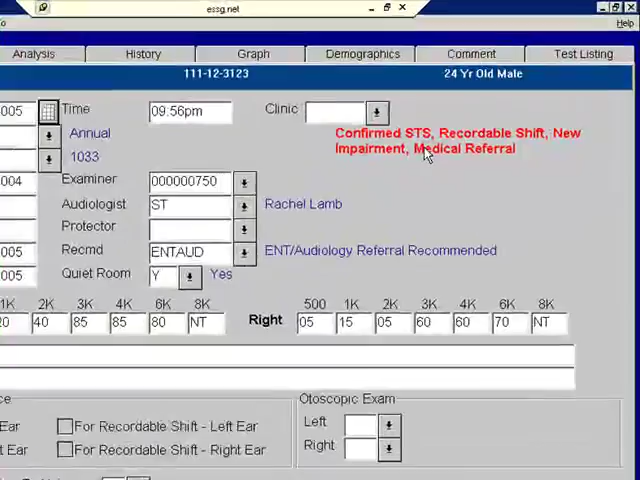 essg.net
Help
Analysis History Graph Demographics Comment Test Listing
111-12-3123 24 Yr Old Male
005 Time 09:56pm Clinic
Annual Confirmed STS, Recordable Shift, New
1033 Impairment, Medical Referral
004 Examiner 000000750
Audiologist ST Rachel Lamb
Protector
005 Recmd ENTAUD ENT/Audiology Referral Recommended
005 Quiet Room Y Yes
1K 2K 3K 4K 6K 8K 500 1K 2K 3K 4K 6K 8K
20 40 85 85 80 NT Right 05 15 05 60 60 70 NT
ce Otoscopic Exam
Ear For Recordable Shift - Left Ear Left
Ear For Recordable Shift - Right Ear Right